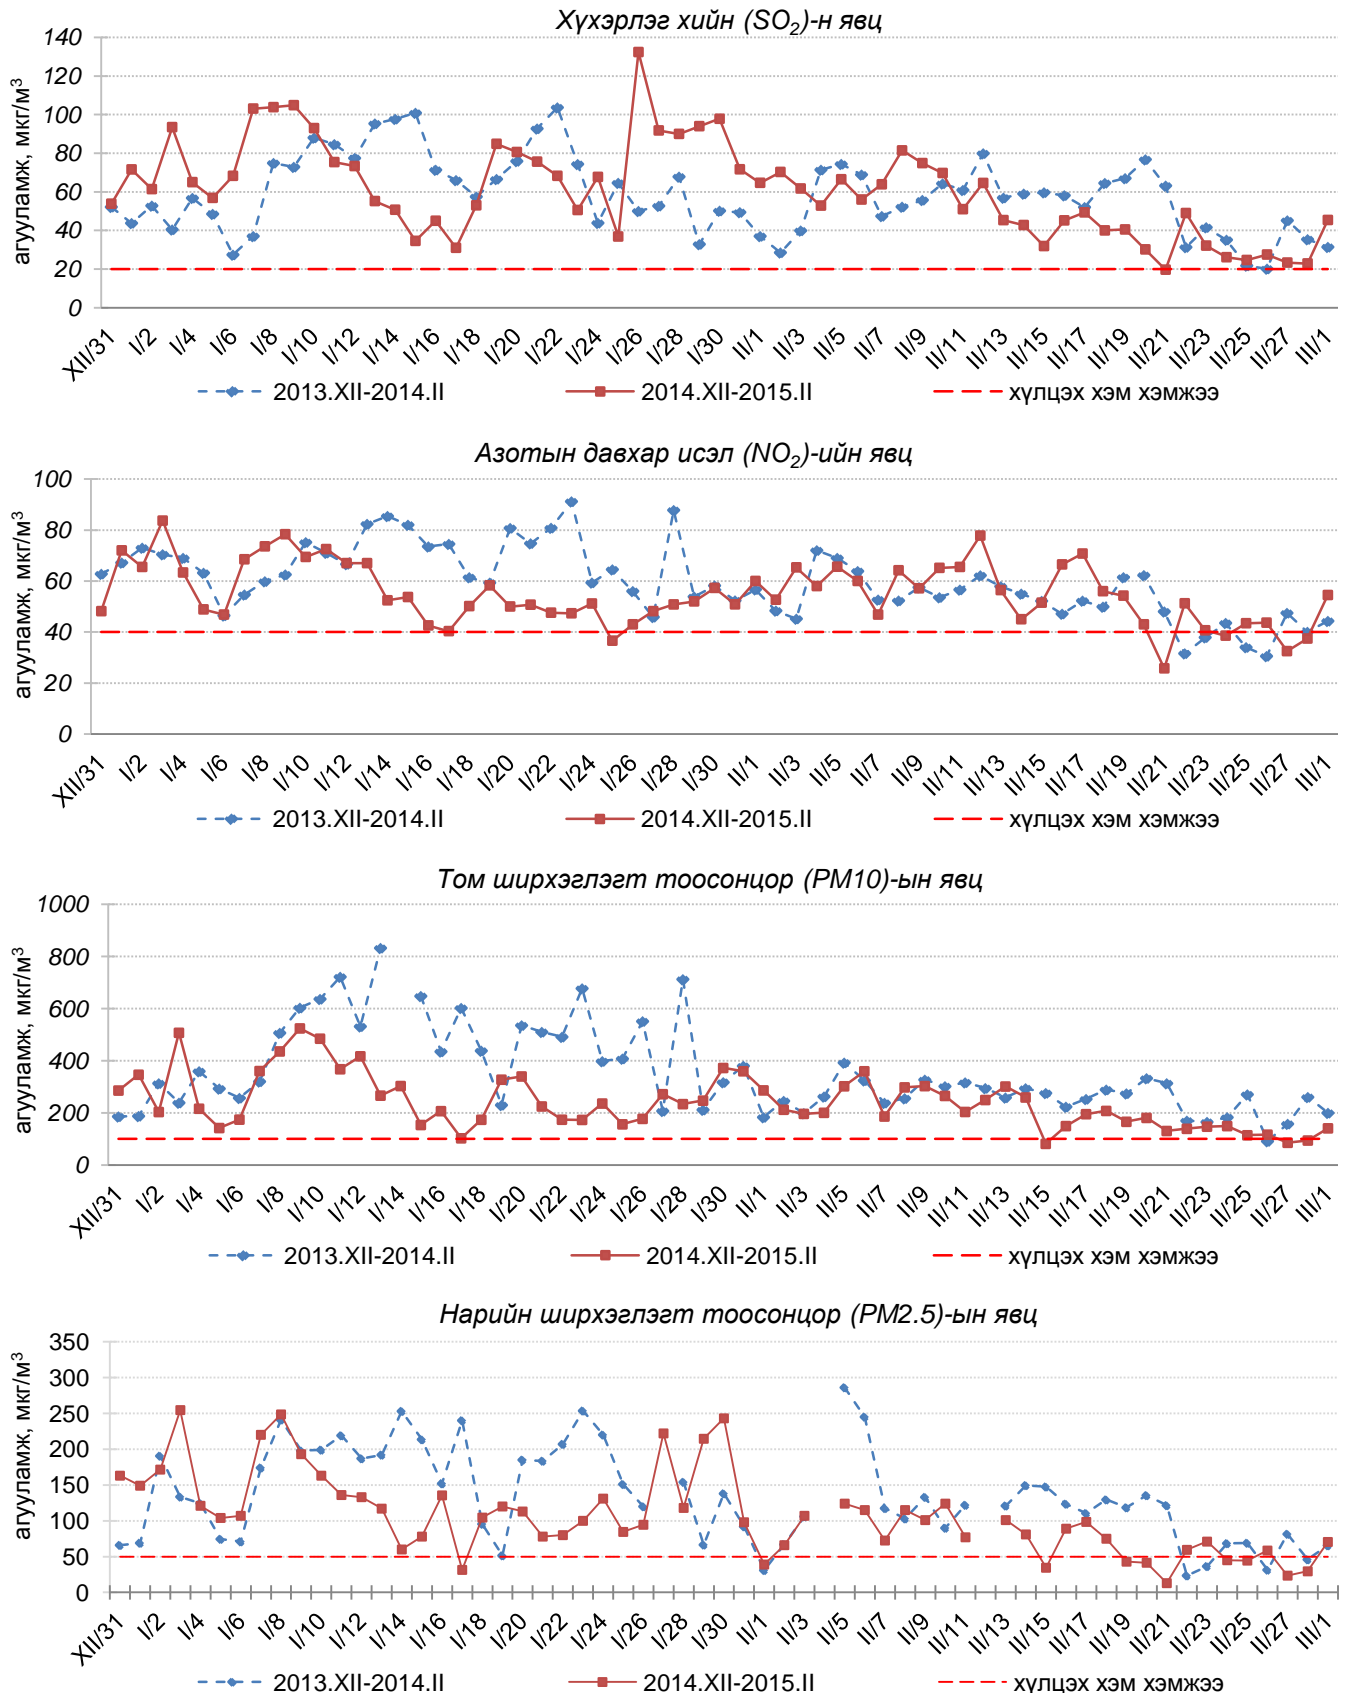 Хүхэрлэг хийн (SO₂)-н явц
агууламж, мкг/м³
140
120
100
80
60
40
20
0
XII/31 I/2 I/4 I/6 I/8 I/10 I/12 I/14 I/16 I/18 I/20 I/22 I/24 I/26 I/28 I/30 II/1 II/3 II/5 II/7 II/9 II/11 II/13 II/15 II/17 II/19 II/21 II/23 II/25 II/27 III/1
2013.XII-2014.II 2014.XII-2015.II хүлцэх хэм хэмжээ
Азотын давхар исэл (NO₂)-ийн явц
агууламж, мкг/м³
100
80
60
40
20
0
XII/31 I/2 I/4 I/6 I/8 I/10 I/12 I/14 I/16 I/18 I/20 I/22 I/24 I/26 I/28 I/30 II/1 II/3 II/5 II/7 II/9 II/11 II/13 II/15 II/17 II/19 II/21 II/23 II/25 II/27 III/1
2013.XII-2014.II 2014.XII-2015.II хүлцэх хэм хэмжээ
Том ширхэглэгт тоосонцор (PM10)-ын явц
агууламж, мкг/м³
1000
800
600
400
200
0
XII/31 I/2 I/4 I/6 I/8 I/10 I/12 I/14 I/16 I/18 I/20 I/22 I/24 I/26 I/28 I/30 II/1 II/3 II/5 II/7 II/9 II/11 II/13 II/15 II/17 II/19 II/21 II/23 II/25 II/27 III/1
2013.XII-2014.II 2014.XII-2015.II хүлцэх хэм хэмжээ
Нарийн ширхэглэгт тоосонцор (PM2.5)-ын явц
агууламж, мкг/м³
350
300
250
200
150
100
50
0
XII/31 I/2 I/4 I/6 I/8 I/10 I/12 I/14 I/16 I/18 I/20 I/22 I/24 I/26 I/28 I/30 II/1 II/3 II/5 II/7 II/9 II/11 II/13 II/15 II/17 II/19 II/21 II/23 II/25 II/27 III/1
2013.XII-2014.II 2014.XII-2015.II хүлцэх хэм хэмжээ